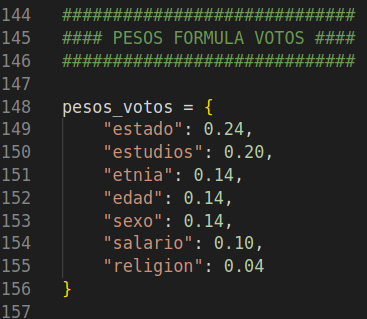 144 #############################
145 #### PESOS FORMULA VOTOS ####
146 #############################
147
148 pesos_votos = {
149     "estado": 0.24,
150     "estudios": 0.20,
151     "etnia": 0.14,
152     "edad": 0.14,
153     "sexo": 0.14,
154     "salario": 0.10,
155     "religion": 0.04
156 }
157